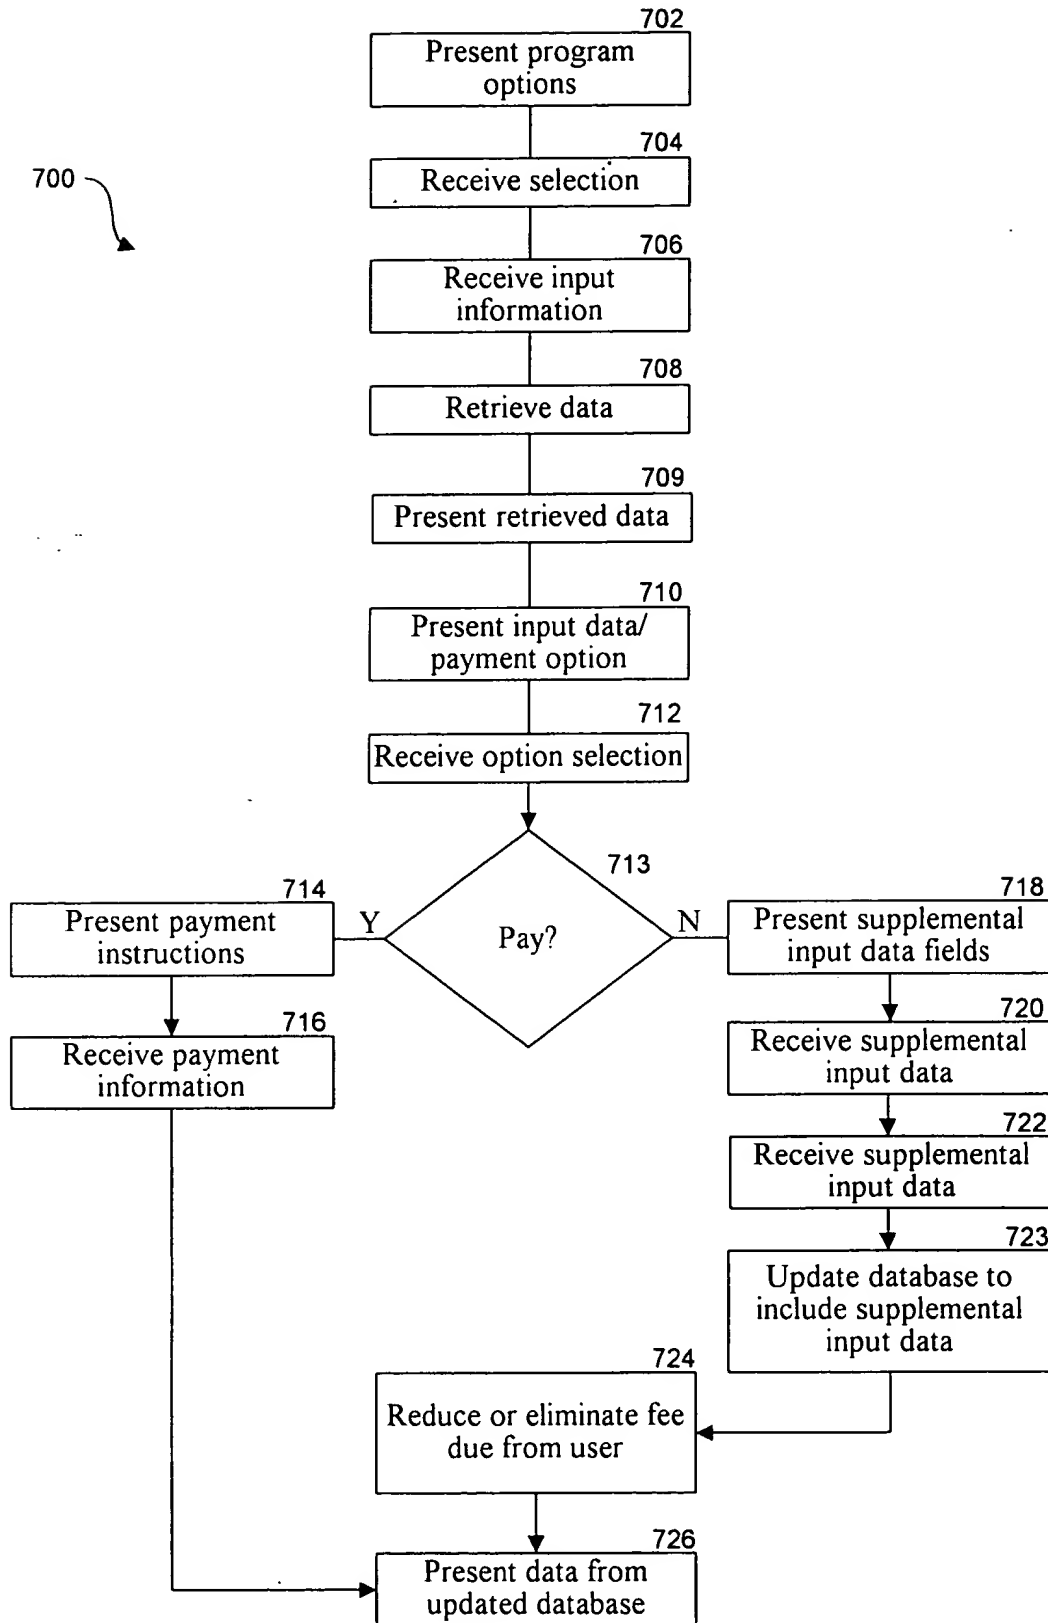 702
Present program
options
704
Receive selection
700
706
Receive input
information
708
Retrieve data
709
Present retrieved data
710
Present input data/
payment option
712
Receive option selection
713
Pay?
Y
N
714
Present payment
instructions
716
Receive payment
information
718
Present supplemental
input data fields
720
Receive supplemental
input data
722
Receive supplemental
input data
723
Update database to
include supplemental
input data
724
Reduce or eliminate fee
due from user
726
Present data from
updated database